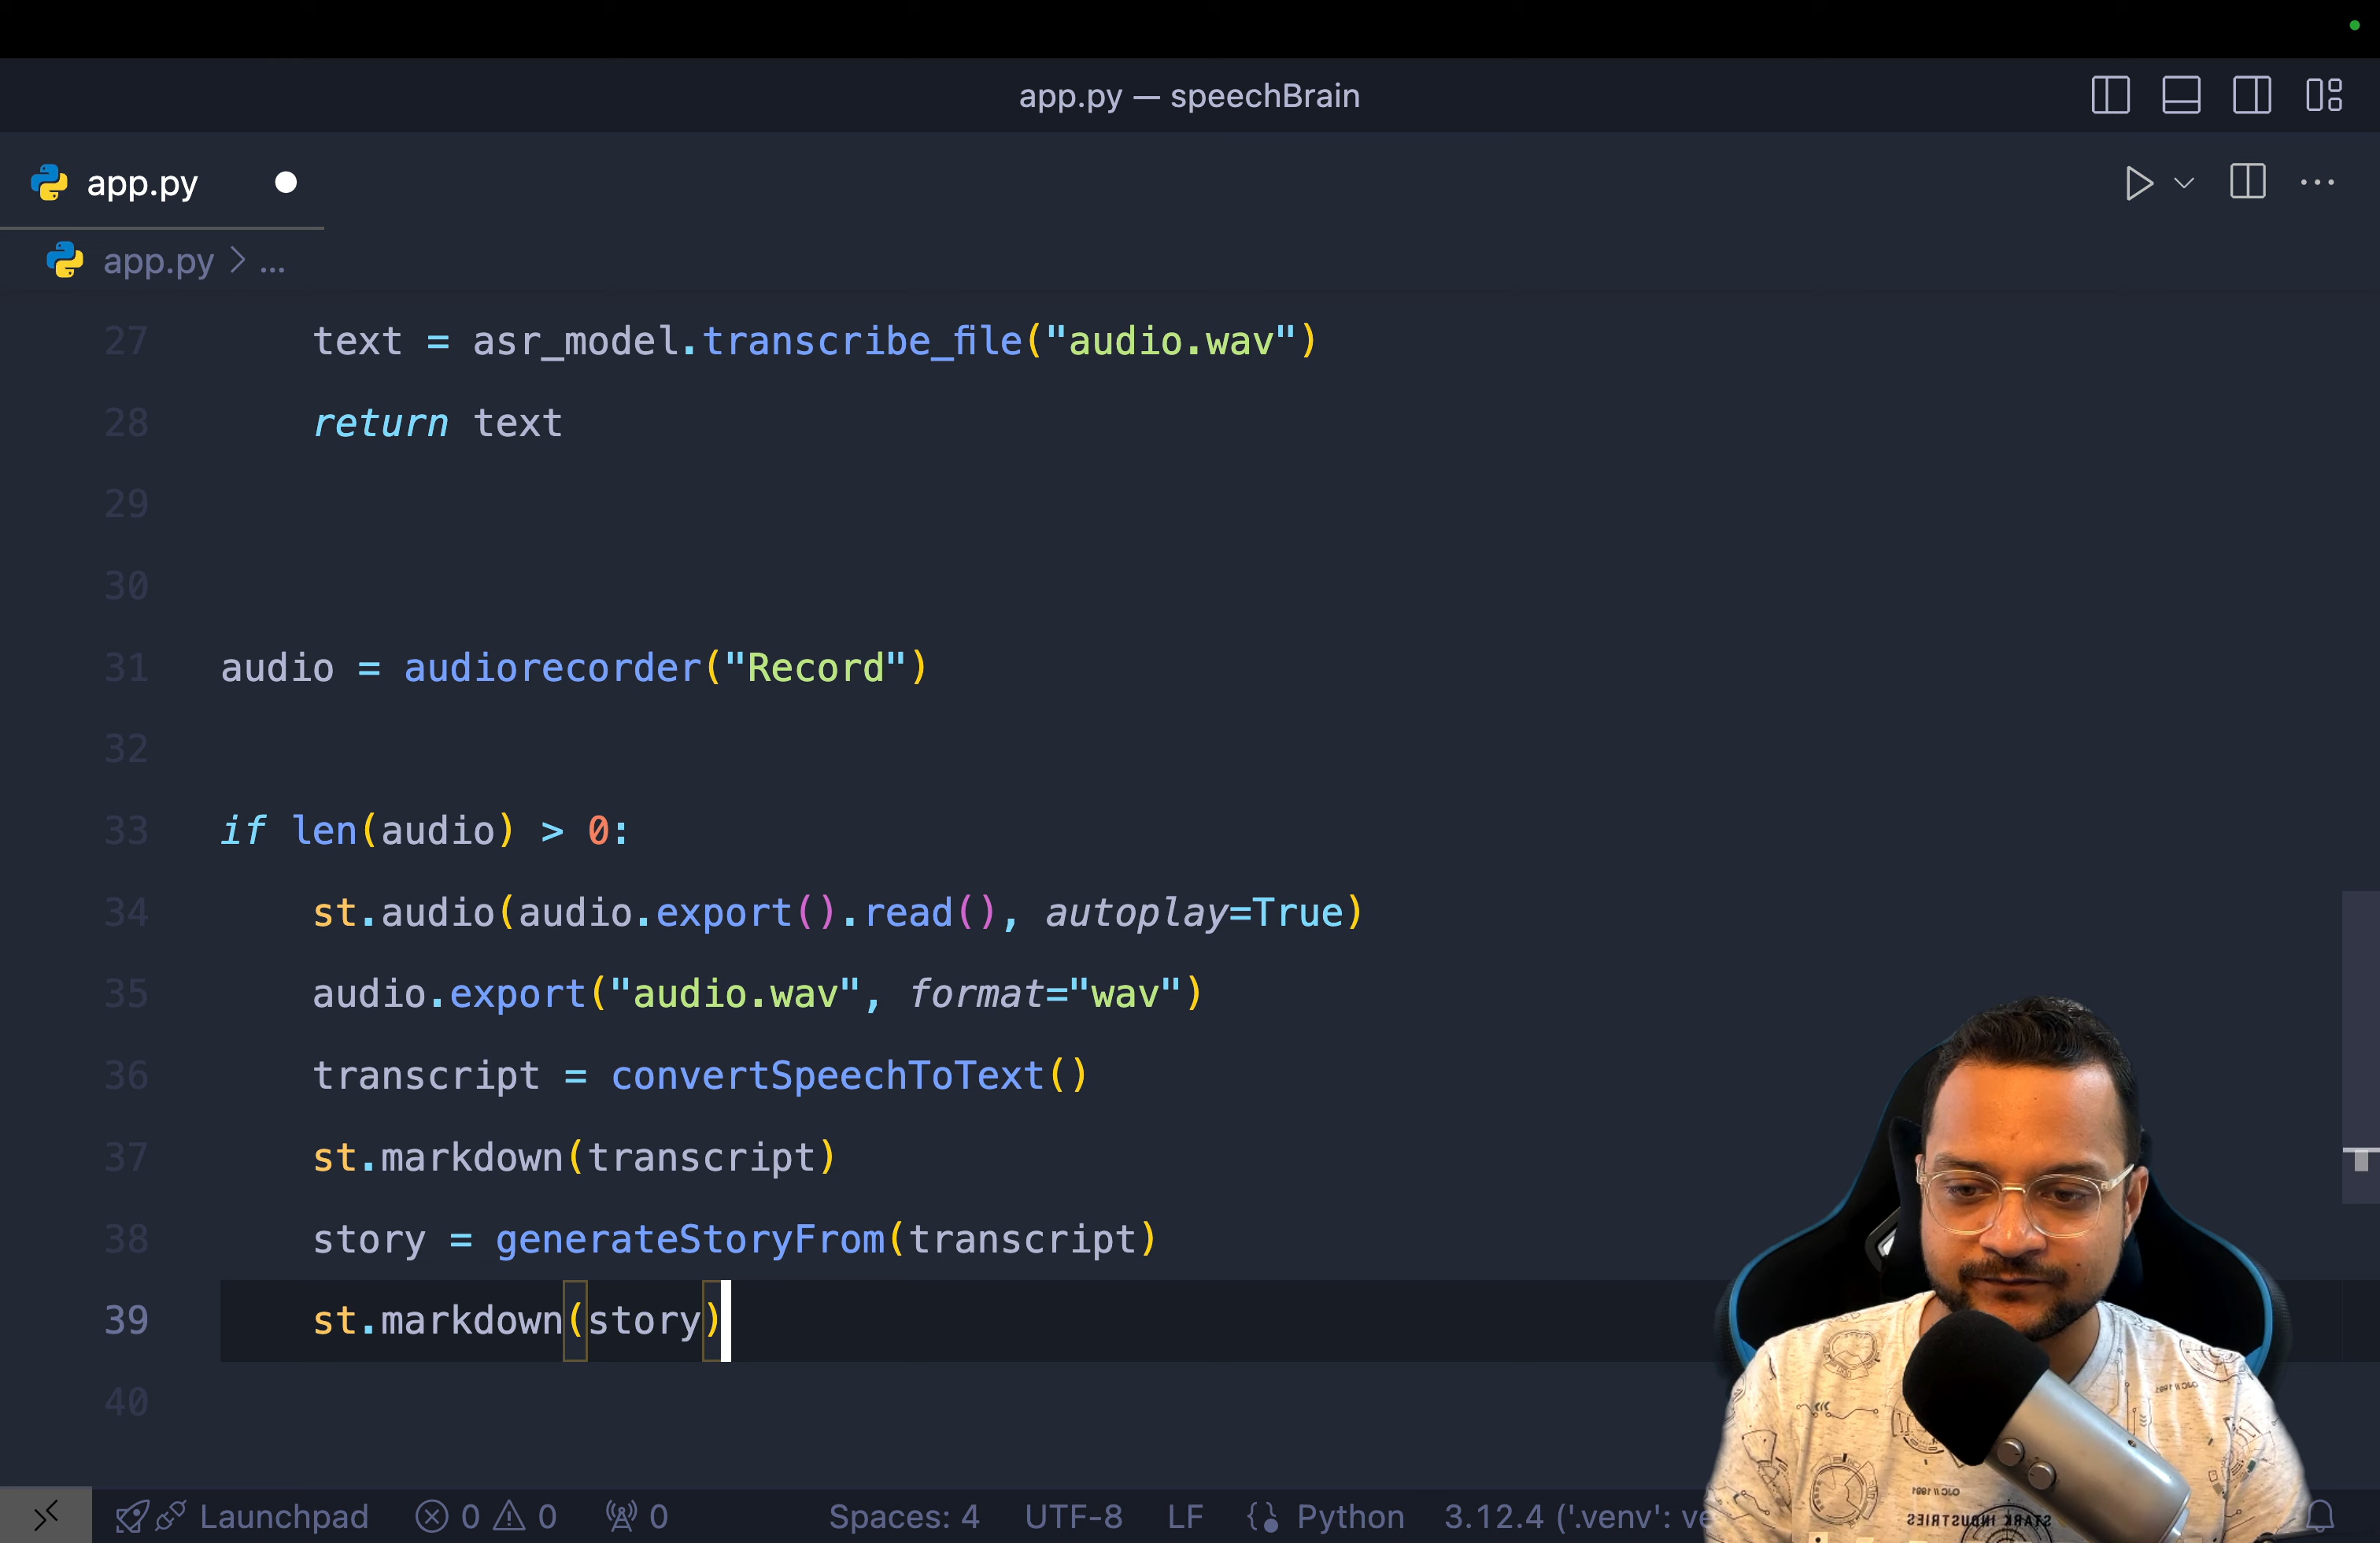 app.py — speechBrain
app.py
app.py > ...
27 text = asr_model.transcribe_file("audio.wav")
28 return text
29
30
31 audio = audiorecorder("Record")
32
33 if len(audio) > 0:
34 st.audio(audio.export().read(), autoplay=True)
35 audio.export("audio.wav", format="wav")
36 transcript = convertSpeechToText()
37 st.markdown(transcript)
38 story = generateStoryFrom(transcript)
39 st.markdown(story)
40
Launchpad 0 0 0 Spaces: 4 UTF-8 LF Python 3.12.4 ('.venv': ve
STARK INDUSTRIES